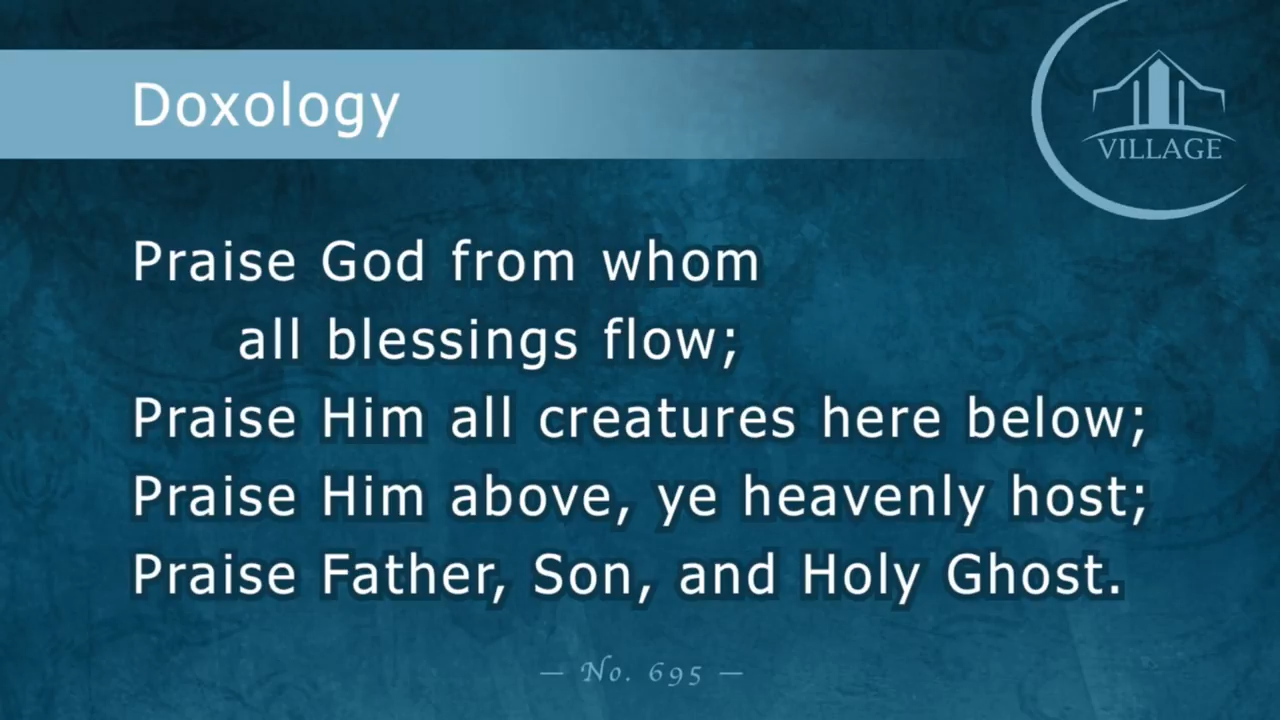 Doxology
VILLAGE
Praise God from whom
all blessings flow;
Praise Him all creatures here below;
Praise Him above, ye heavenly host;
Praise Father, Son, and Holy Ghost.
— No. 695 —